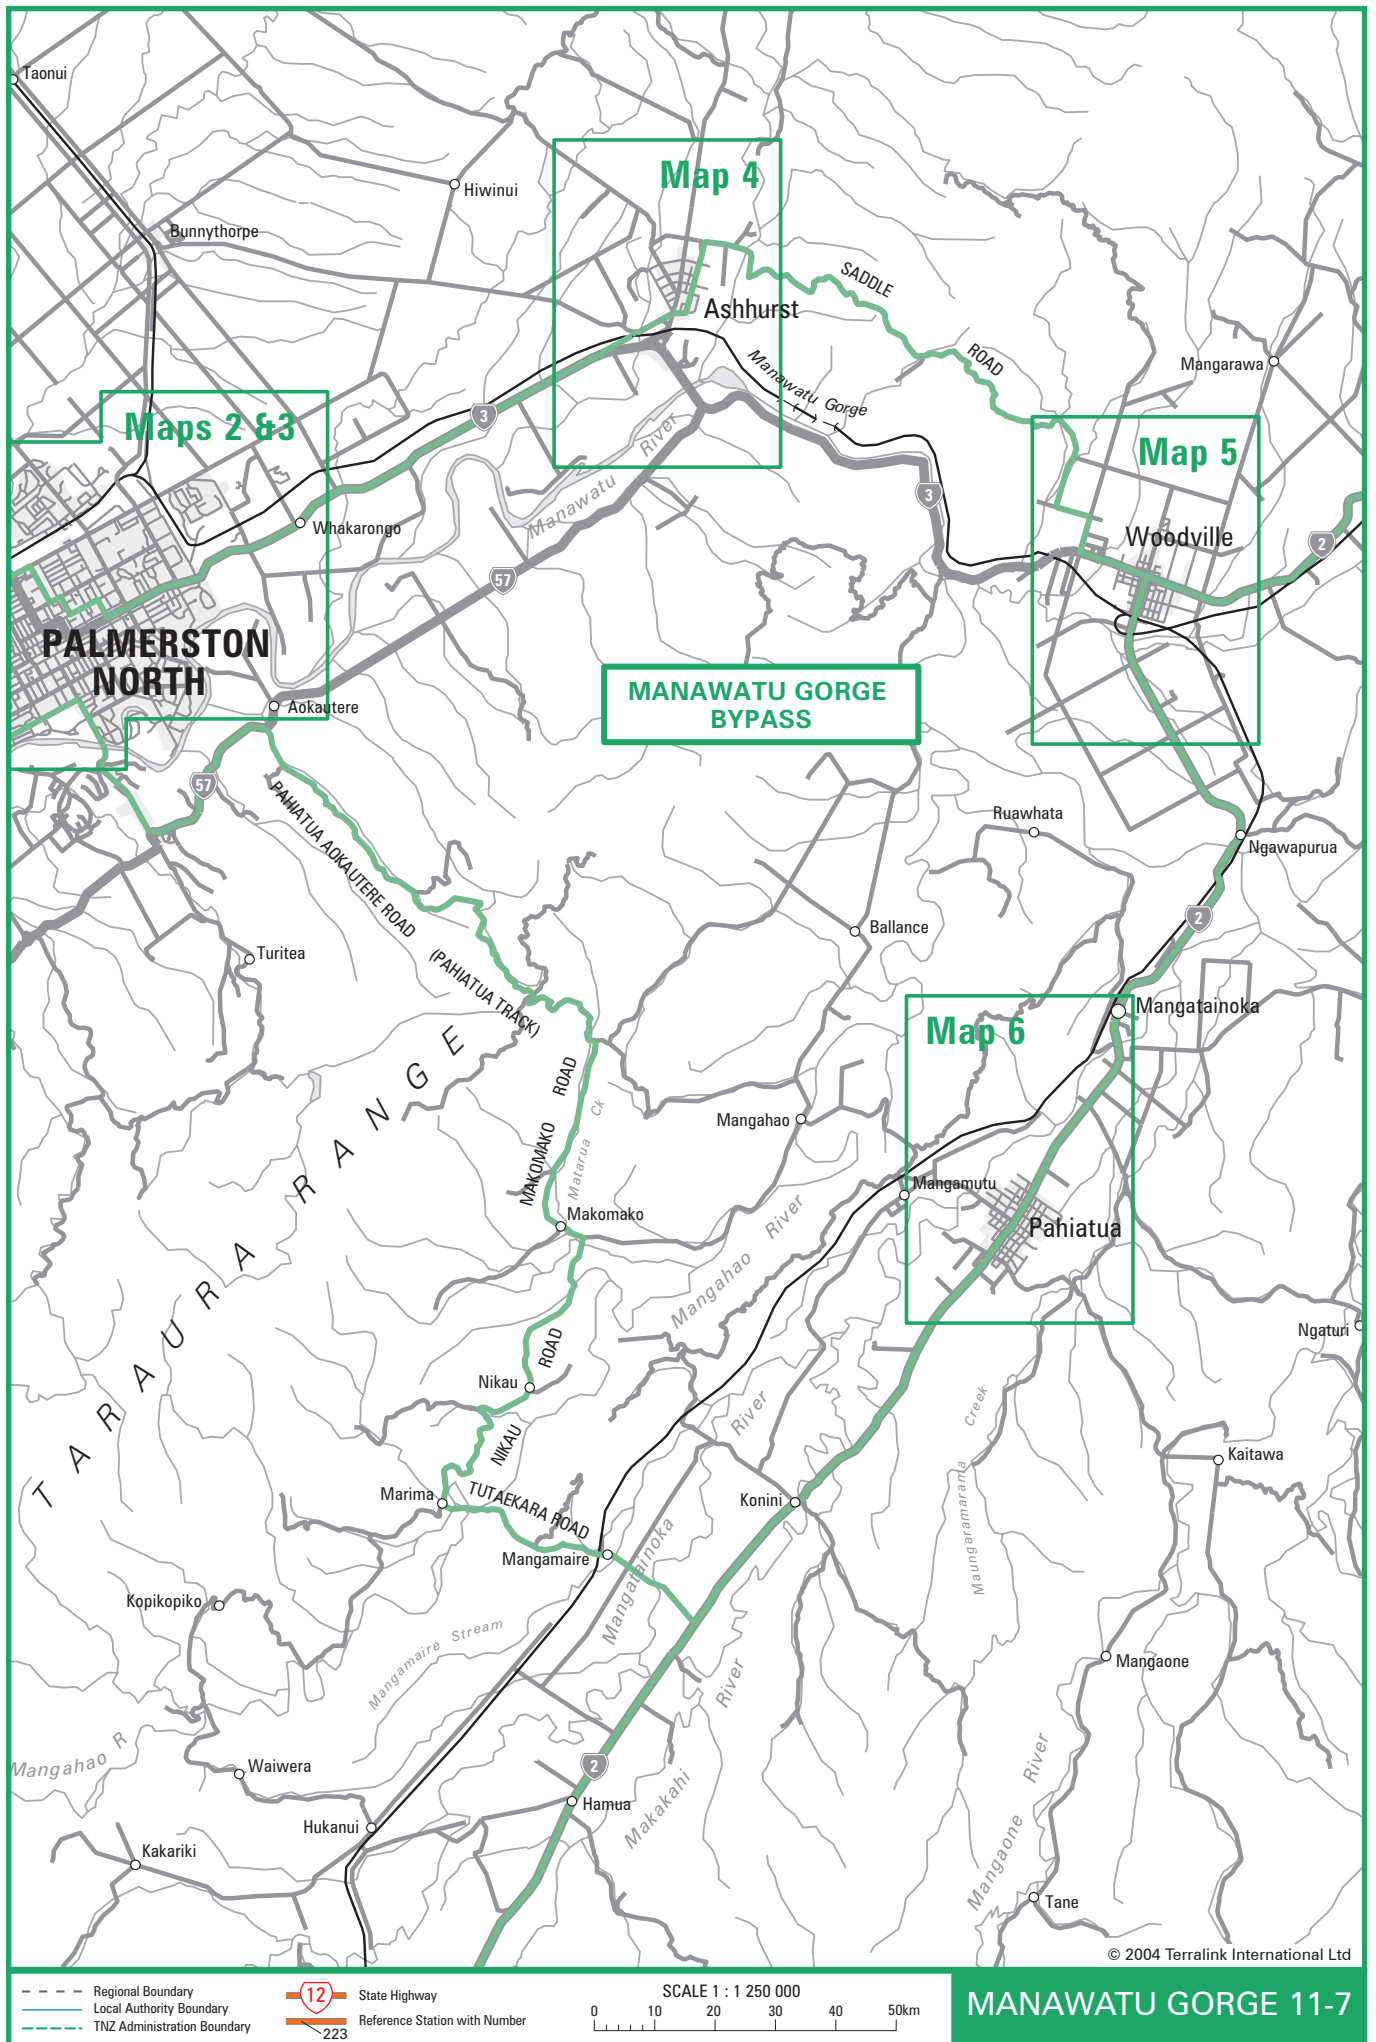 Taonui
Hiwinui
Map 4
Bunnythorpe
SADDLE
Ashhurst
ROAD
Mangarawa
Manawatu Gorge
Maps 2 &3
3
River
Map 5
Manawatu
3
Whakarongo
Woodville
2
57
PALMERSTON
NORTH
MANAWATU GORGE
BYPASS
Aokautere
57
PAHIATUA AOKAUTERE ROAD
Ruawhata
Ngawapurua
2
Ballance
Turitea
(PAHIATUA TRACK)
Mangatainoka
Map 6
ROAD
Matarua Ck
Mangahao
MAKOMAKO
Mangamutu
Makomako
Mangahao River
Pahiatua
TARAURA RANGE
Ngaturi
ROAD
Nikau
River
Maungaramarama Creek
NIKAU
Kaitawa
Marima
TUTAEKARA ROAD
Konini
Mangamaire
Mangatainoka
Kopikopiko
Mangamaire Stream
Mangaone
River
Mangahao R
Waiwera
2
River
Hamua
Makakahi
Hukanui
Kakariki
Mangaone
Tane
© 2004 Terralink International Ltd
Regional Boundary
Local Authority Boundary
TNZ Administration Boundary
12
State Highway
223
Reference Station with Number
SCALE 1 : 1 250 000
0 10 20 30 40 50km
MANAWATU GORGE 11-7